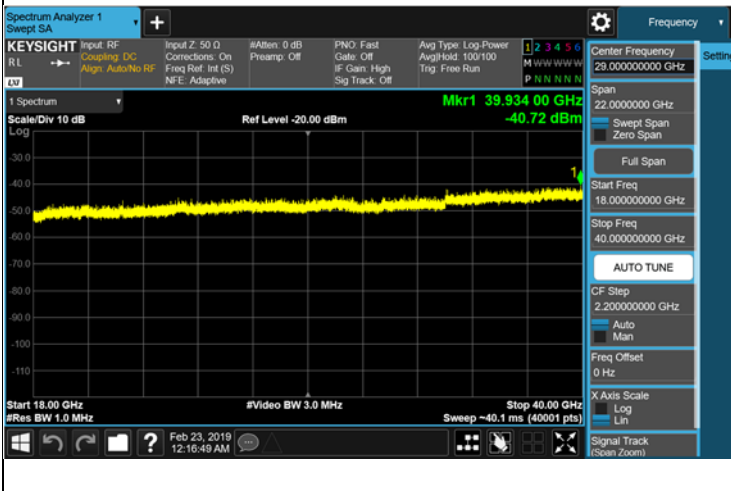 Spectrum Analyzer 1
Swept SA
Frequency
KEYSIGHT
RL
LXI
Input: RF
Coupling: DC
Align: Auto/No RF
Input Z: 50 Ω
Corrections: On
Freq Ref: Int (S)
NFE: Adaptive
#Atten: 0 dB
Preamp: Off
PNO: Fast
Gate: Off
IF Gain: High
Sig Track: Off
Avg Type: Log-Power
Avg|Hold: 100/100
Trig: Free Run
1 2 3 4 5 6
M W W W W W
P N N N N N
1 Spectrum
Scale/Div 10 dB
Log
Ref Level -20.00 dBm
Mkr1 39.934 00 GHz
-40.72 dBm
1
-30.0
-40.0
-50.0
-60.0
-70.0
-80.0
-90.0
-100
-110
Start 18.00 GHz
#Res BW 1.0 MHz
#Video BW 3.0 MHz
Stop 40.00 GHz
Sweep ~40.1 ms (40001 pts)
?
Feb 23, 2019
12:16:49 AM
Center Frequency
29.000000000 GHz
Span
22.0000000 GHz
Swept Span
Zero Span
Full Span
Start Freq
18.000000000 GHz
Stop Freq
40.000000000 GHz
AUTO TUNE
CF Step
2.200000000 GHz
Auto
Man
Freq Offset
0 Hz
X Axis Scale
Log
Lin
Signal Track
(Span Zoom)